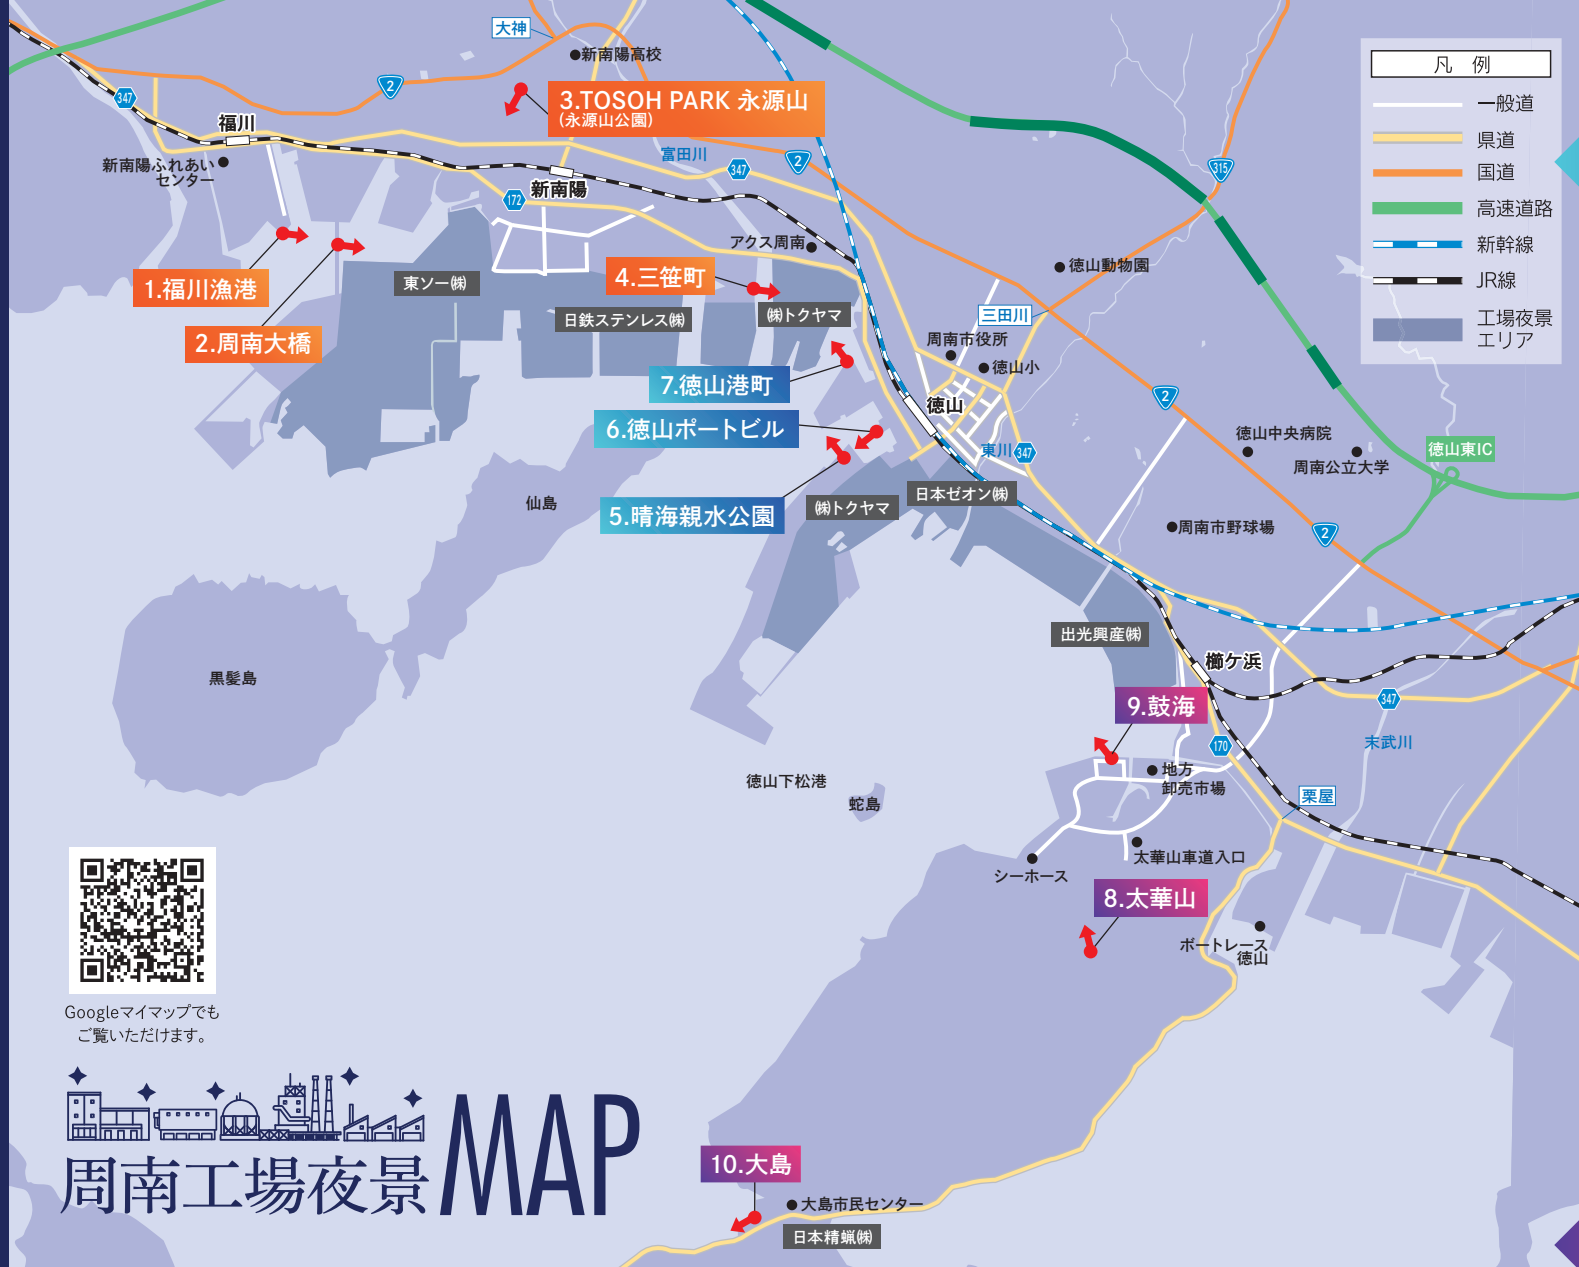 大神
新南陽高校
2
347
福川
3.TOSOH PARK 永源山
(永源山公園)
富田川
347
2
315
新南陽ふれあい
センター
172
新南陽
アクス周南
徳山動物園
1.福川漁港
2.周南大橋
東ソー㈱
4.三笹町
日鉄ステンレス㈱
㈱トクヤマ
三田川
周南市役所
徳山小
7.徳山港町
徳山
2
6.徳山ポートビル
東川
347
徳山中央病院
周南公立大学
徳山東IC
仙島
5.晴海親水公園
㈱トクヤマ
日本ゼオン㈱
周南市野球場
2
出光興産㈱
櫛ケ浜
黒髪島
9.鼓海
347
末武川
170
徳山下松港
蛇島
地方
卸売市場
栗屋
太華山車道入口
シーホース
8.太華山
ボートレース
徳山
10.大島
大島市民センター
日本精蝋㈱
凡 例
一般道
県道
国道
高速道路
新幹線
JR線
工場夜景
エリア
Googleマイマップでも
ご覧いただけます。
周南工場夜景MAP